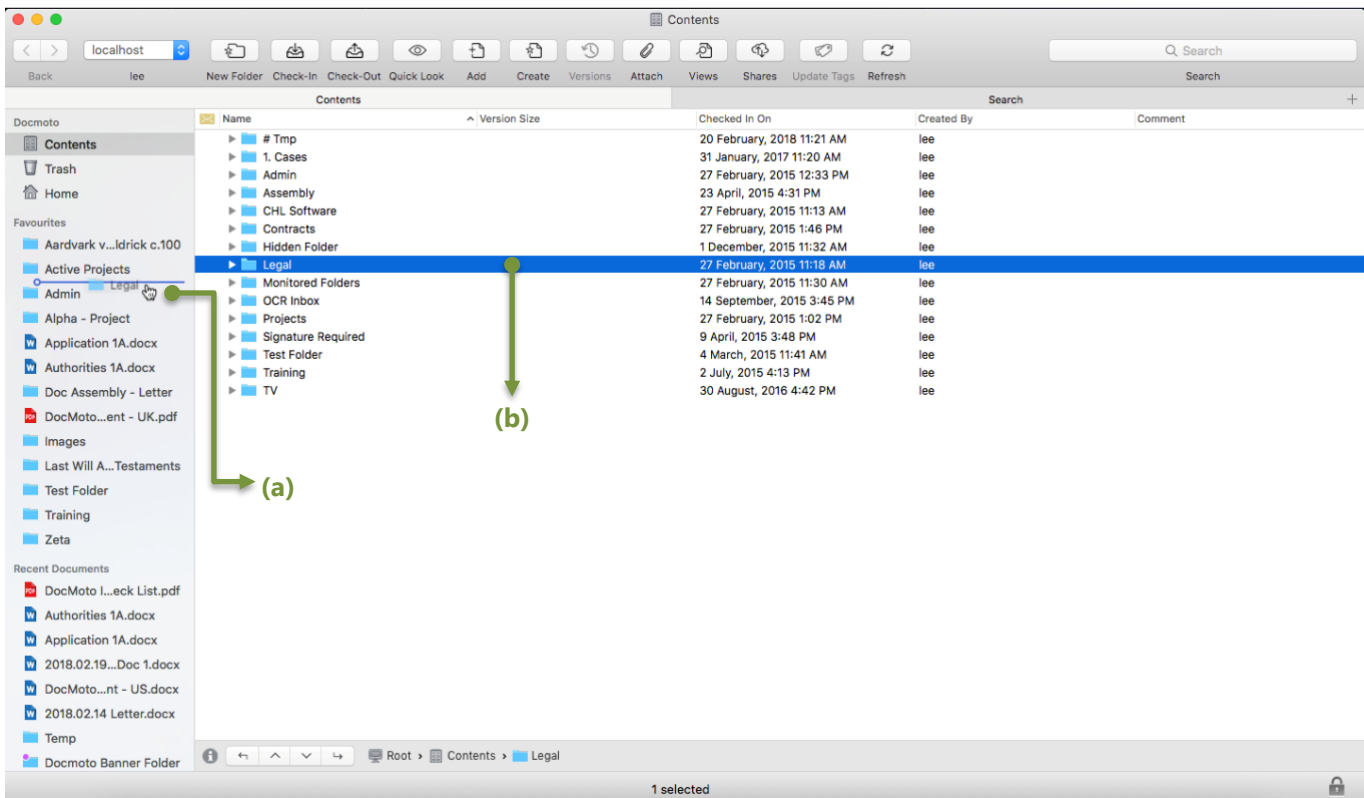 Contents
localhost
Search
Back
lee
New Folder
Check-In
Check-Out
Quick Look
Add
Create
Versions
Attach
Views
Shares
Update Tags
Refresh
Search
Contents
Search
Docmoto
Contents
Trash
Home
Favourites
Aardvark v...ldrick c.100
Active Projects
Legal
Admin
Alpha - Project
Application 1A.docx
Authorities 1A.docx
Doc Assembly - Letter
DocMoto...ent - UK.pdf
Images
Last Will A...Testaments
Test Folder
Training
Zeta
Recent Documents
DocMoto I...eck List.pdf
Authorities 1A.docx
Application 1A.docx
2018.02.19...Doc 1.docx
DocMoto...nt - US.docx
2018.02.14 Letter.docx
Temp
Docmoto Banner Folder
Name Version Size Checked In On Created By Comment
# Tmp 20 February, 2018 11:21 AM lee
1. Cases 31 January, 2017 11:20 AM lee
Admin 27 February, 2015 12:33 PM lee
Assembly 23 April, 2015 4:31 PM lee
CHL Software 27 February, 2015 11:13 AM lee
Contracts 27 February, 2015 1:46 PM lee
Hidden Folder 1 December, 2015 11:32 AM lee
Legal 27 February, 2015 11:18 AM lee
Monitored Folders 27 February, 2015 11:30 AM lee
OCR Inbox 14 September, 2015 3:45 PM lee
Projects 27 February, 2015 1:02 PM lee
Signature Required 9 April, 2015 3:48 PM lee
Test Folder 4 March, 2015 11:41 AM lee
Training 2 July, 2015 4:13 PM lee
TV 30 August, 2016 4:42 PM lee
(b)
(a)
Root › Contents › Legal
1 selected